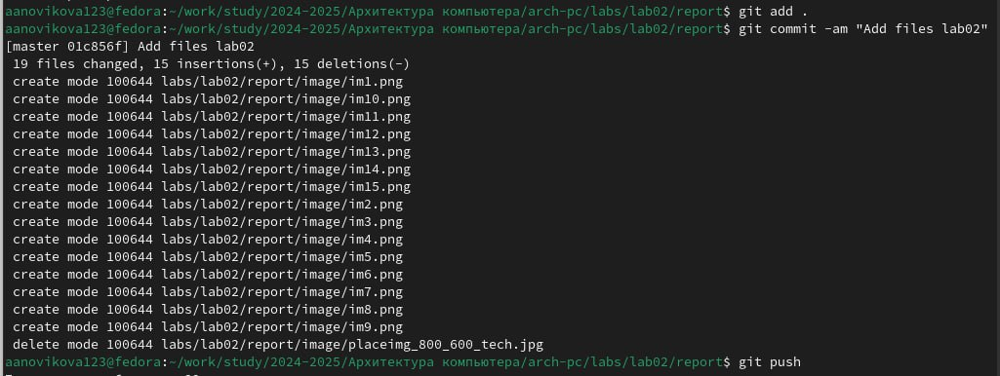 aanovikova123@fedora:~/work/study/2024-2025/Архитектура компьютера/arch-pc/labs/lab02/report$ git add .
aanovikova123@fedora:~/work/study/2024-2025/Архитектура компьютера/arch-pc/labs/lab02/report$ git commit -am "Add files lab02"
[master 01c856f] Add files lab02
 19 files changed, 15 insertions(+), 15 deletions(-)
 create mode 100644 labs/lab02/report/image/im1.png
 create mode 100644 labs/lab02/report/image/im10.png
 create mode 100644 labs/lab02/report/image/im11.png
 create mode 100644 labs/lab02/report/image/im12.png
 create mode 100644 labs/lab02/report/image/im13.png
 create mode 100644 labs/lab02/report/image/im14.png
 create mode 100644 labs/lab02/report/image/im15.png
 create mode 100644 labs/lab02/report/image/im2.png
 create mode 100644 labs/lab02/report/image/im3.png
 create mode 100644 labs/lab02/report/image/im4.png
 create mode 100644 labs/lab02/report/image/im5.png
 create mode 100644 labs/lab02/report/image/im6.png
 create mode 100644 labs/lab02/report/image/im7.png
 create mode 100644 labs/lab02/report/image/im8.png
 create mode 100644 labs/lab02/report/image/im9.png
 delete mode 100644 labs/lab02/report/image/placeimg_800_600_tech.jpg
aanovikova123@fedora:~/work/study/2024-2025/Архитектура компьютера/arch-pc/labs/lab02/report$ git push